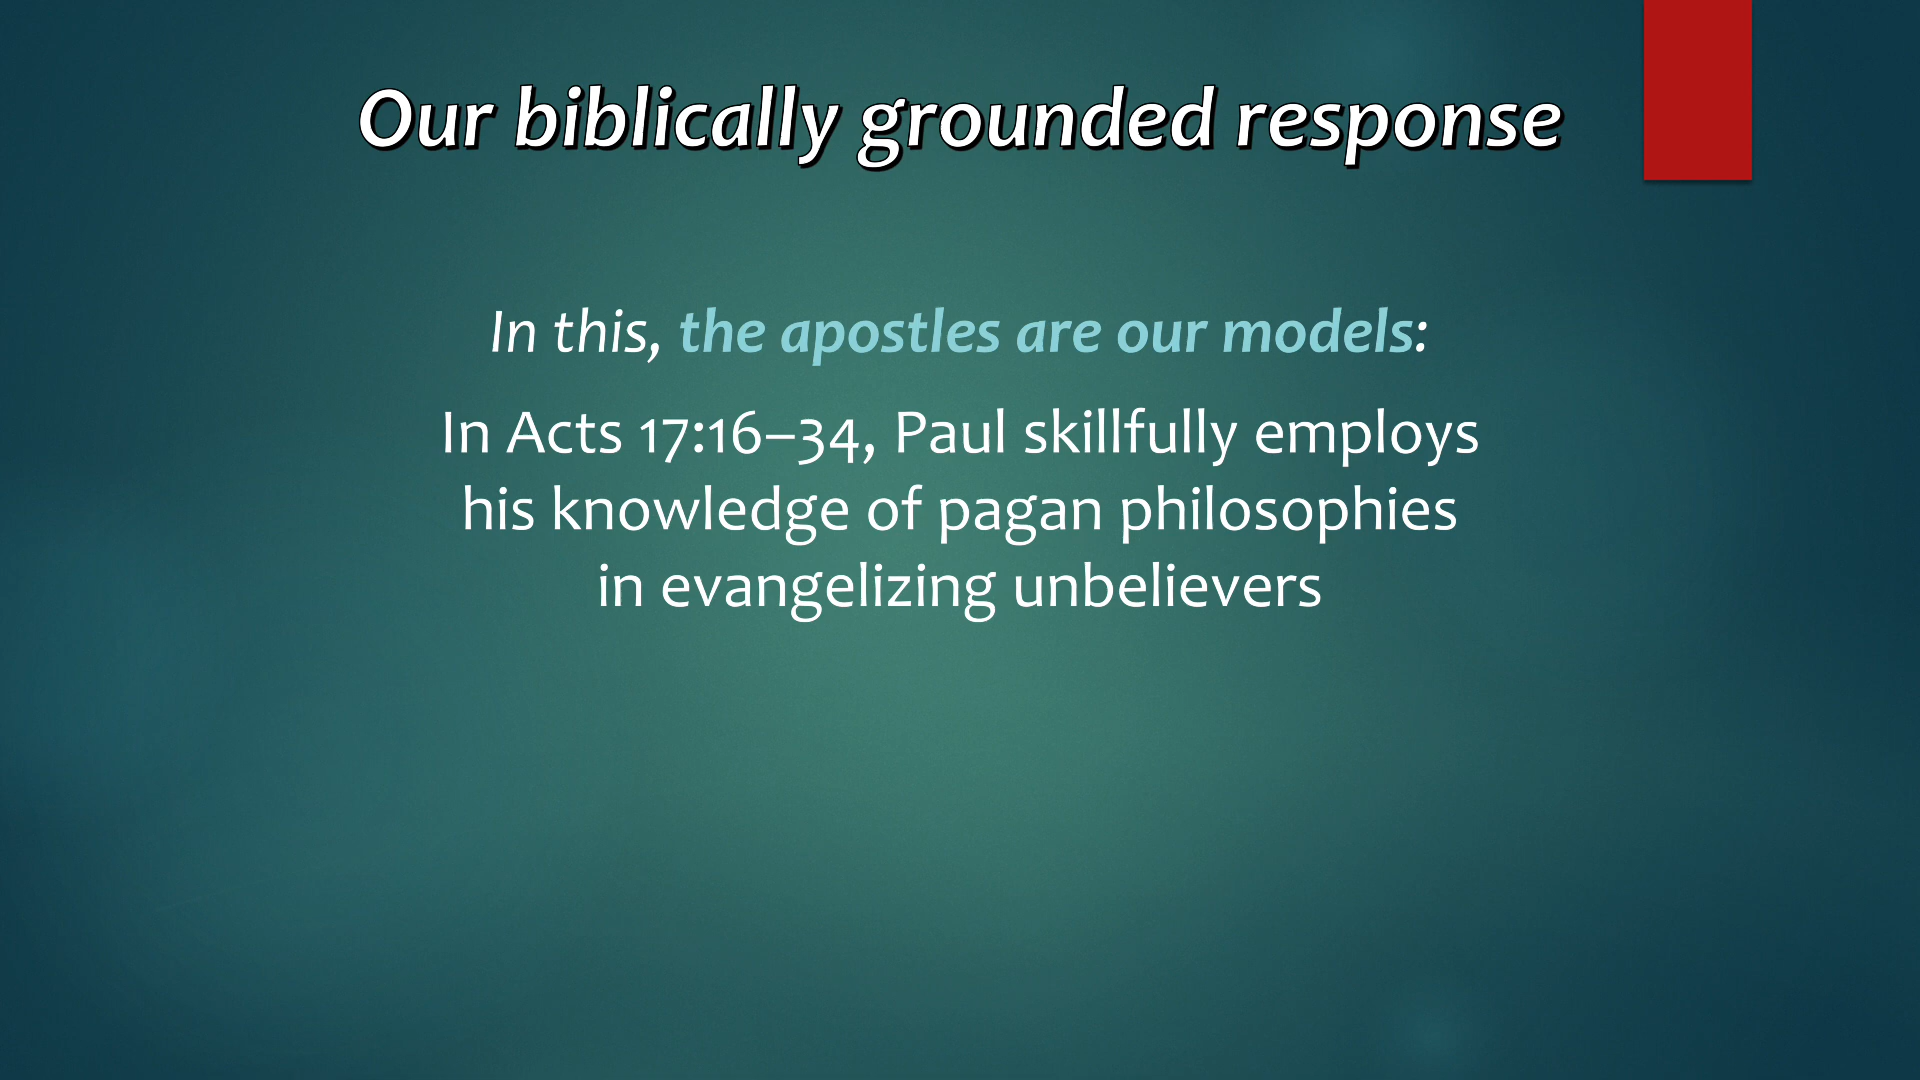 Our biblically grounded response
In this, the apostles are our models:
In Acts 17:16–34, Paul skillfully employs
his knowledge of pagan philosophies
in evangelizing unbelievers